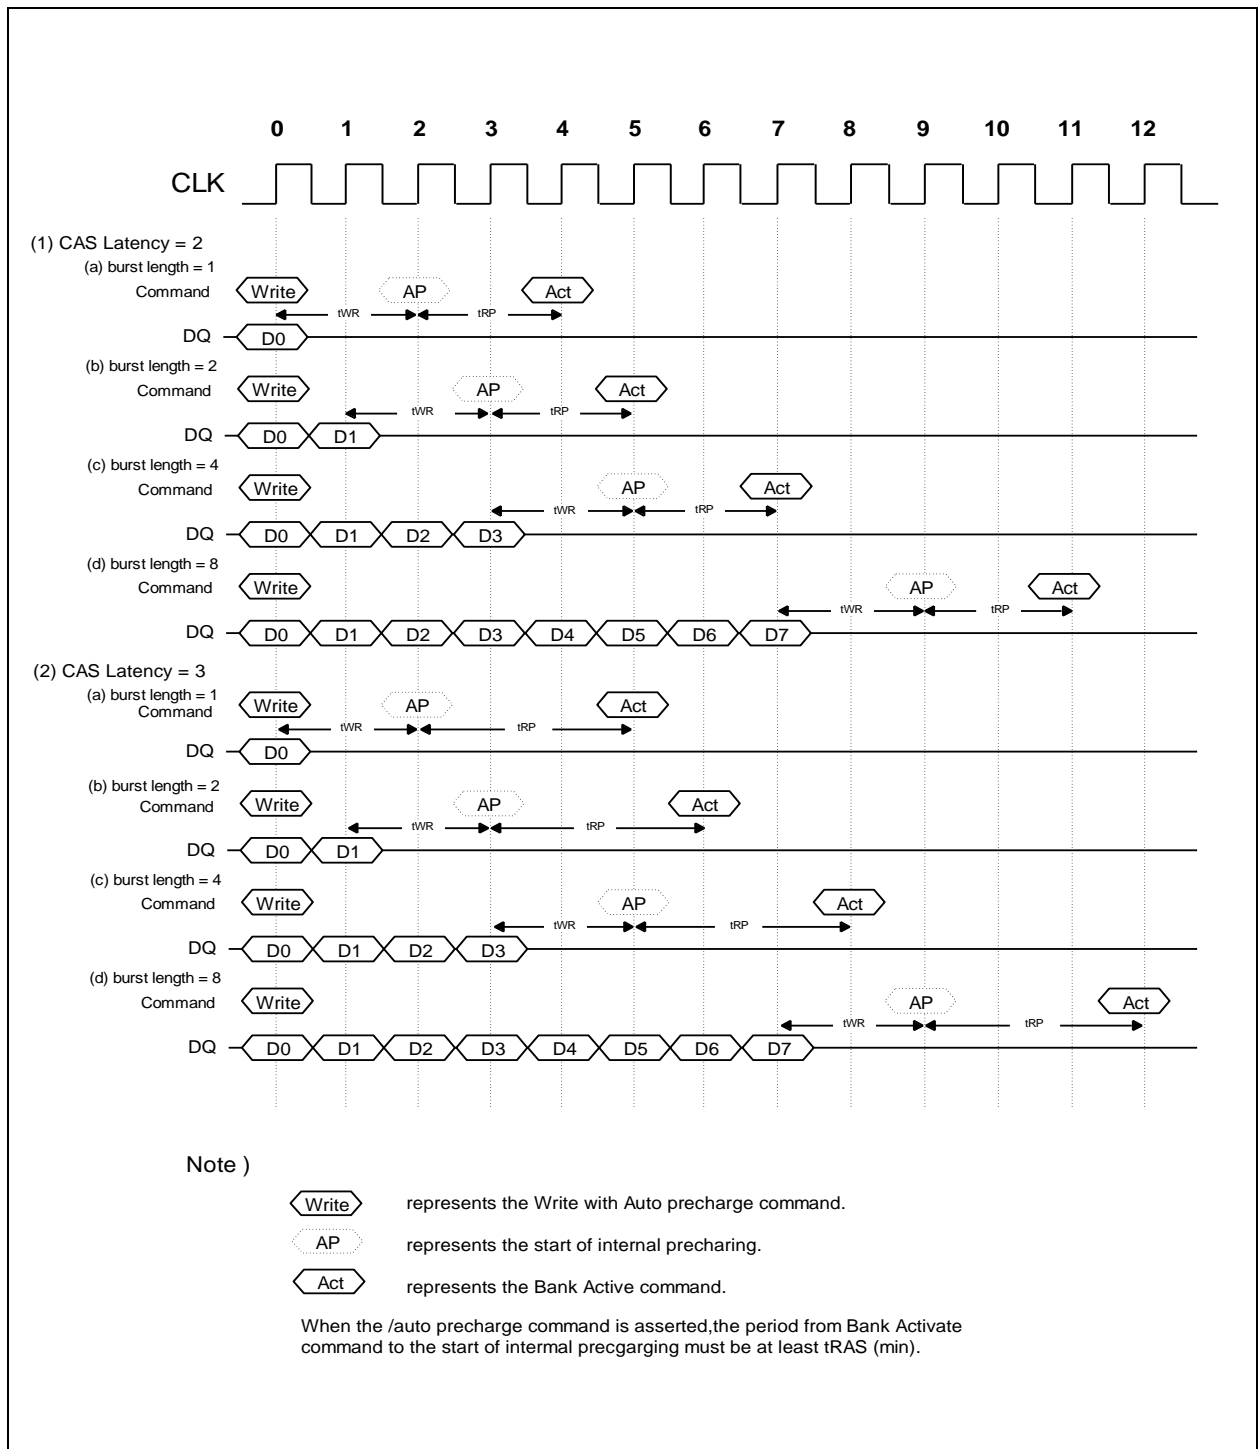 0 1 2 3 4 5 6 7 8 9 10 11 12
CLK
(1) CAS Latency = 2
(a) burst length = 1
Command Write AP Act
tWR tRP
DQ D0
(b) burst length = 2
Command Write AP Act
tWR tRP
DQ D0 D1
(c) burst length = 4
Command Write AP Act
tWR tRP
DQ D0 D1 D2 D3
(d) burst length = 8
Command Write AP Act
tWR tRP
DQ D0 D1 D2 D3 D4 D5 D6 D7
(2) CAS Latency = 3
(a) burst length = 1
Command Write AP Act
tWR tRP
DQ D0
(b) burst length = 2
Command Write AP Act
tWR tRP
DQ D0 D1
(c) burst length = 4
Command Write AP Act
tWR tRP
DQ D0 D1 D2 D3
(d) burst length = 8
Command Write AP Act
tWR tRP
DQ D0 D1 D2 D3 D4 D5 D6 D7
Note )
Write represents the Write with Auto precharge command.
AP represents the start of internal precharing.
Act represents the Bank Active command.
When the /auto precharge command is asserted,the period from Bank Activate
command to the start of intermal precgarging must be at least tRAS (min).